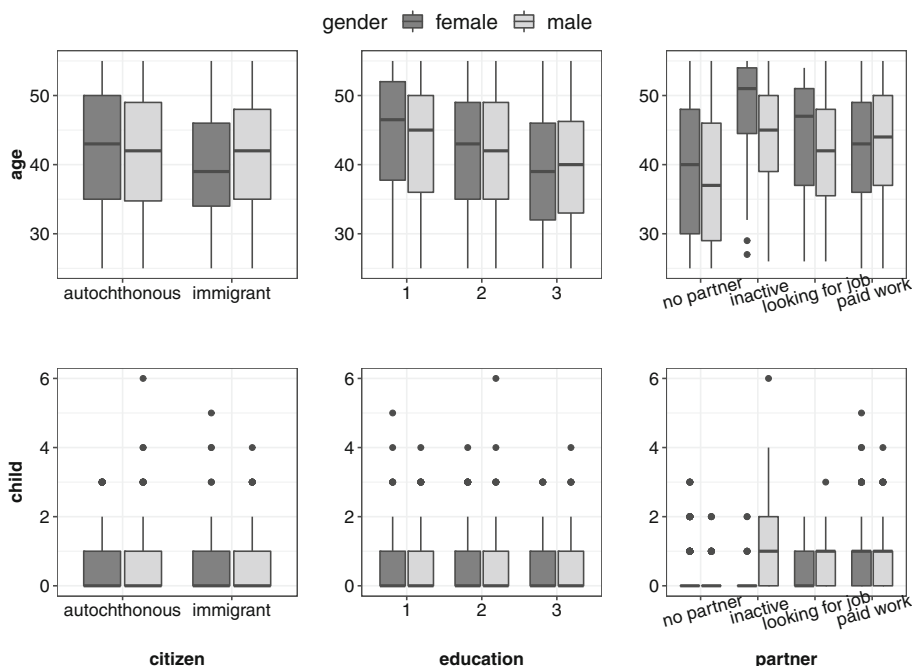 gender female male
age
50
40
30
autochthonous immigrant
50
40
30
1 2 3
50
40
30
no partner inactive looking for job paid work
child
6
4
2
0
autochthonous immigrant
citizen
6
4
2
0
1 2 3
education
6
4
2
0
no partner inactive looking for job paid work
partner